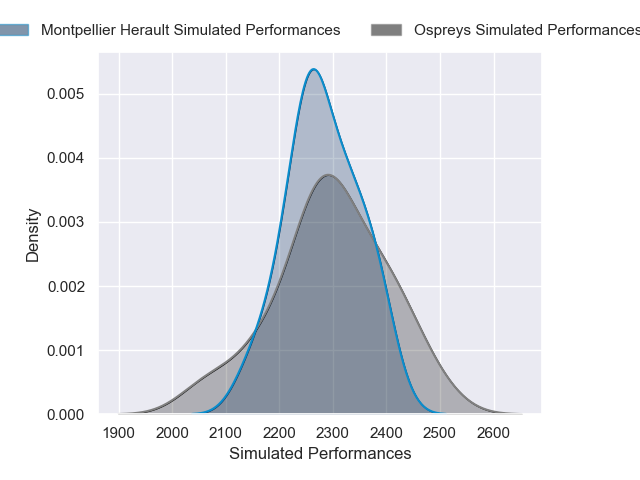 Montpellier Herault Simulated Performances
Ospreys Simulated Performances
0.005
0.004
0.003
0.002
0.001
0.000
Density
1900 2000 2100 2200 2300 2400 2500 2600
Simulated Performances